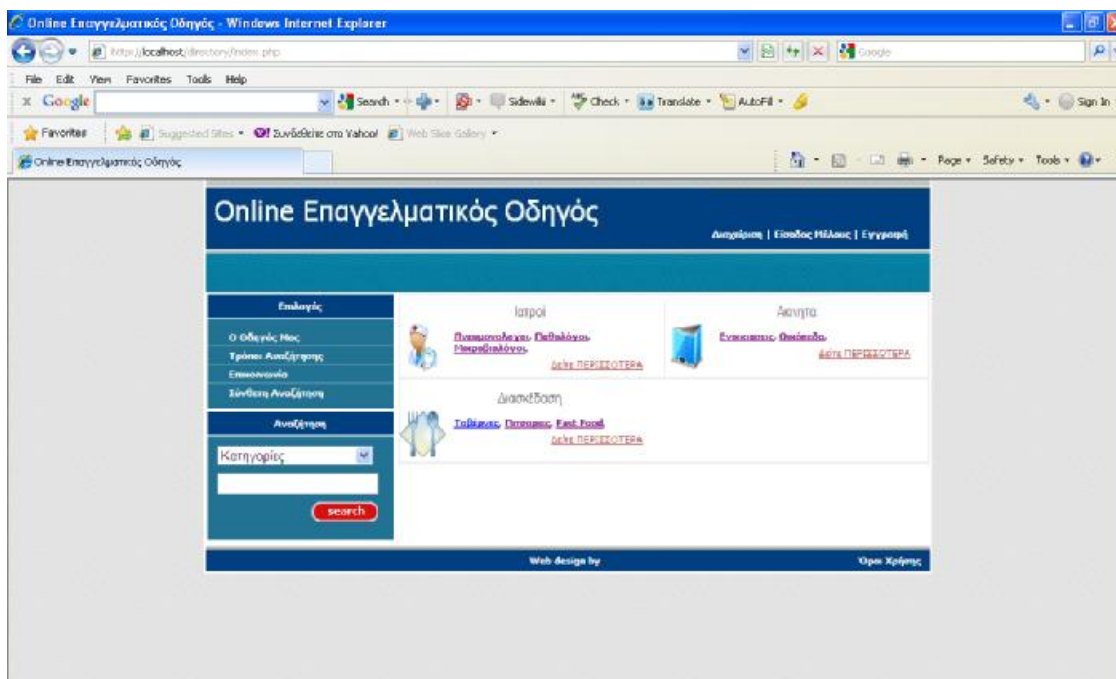 Online Επαγγελματικός Οδηγός - Windows Internet Explorer
http://localhost/directory/index.php
Google
File Edit View Favorites Tools Help
x Google Search Sidewiki Check Translate AutoFill Sign In
Favorites Suggested Sites Συνδεθείτε στο Yahoo! Web Slice Gallery
Online Επαγγελματικός Οδηγός
Page Safety Tools
Online Επαγγελματικός Οδηγός
Διαχείριση | Είσοδος Μέλους | Εγγραφή
Επιλογές
Ο Οδηγός Μας
Τρόποι Αναζήτησης
Επικοινωνία
Σύνθετη Αναζήτηση
Αναζήτηση
Κατηγορίες
search
Ιατροί
Πνευμονολόγοι, Παθολόγοι,
Μικροβιολόγοι,
Δείτε ΠΕΡΙΣΣΟΤΕΡΑ
Ακίνητα
Ενοικιάσεις, Οικόπεδα,
Δείτε ΠΕΡΙΣΣΟΤΕΡΑ
Διασκέδαση
Ταβέρνες, Πιτσαρίες, Fast Food,
Δείτε ΠΕΡΙΣΣΟΤΕΡΑ
Web design by
Όροι Χρήσης